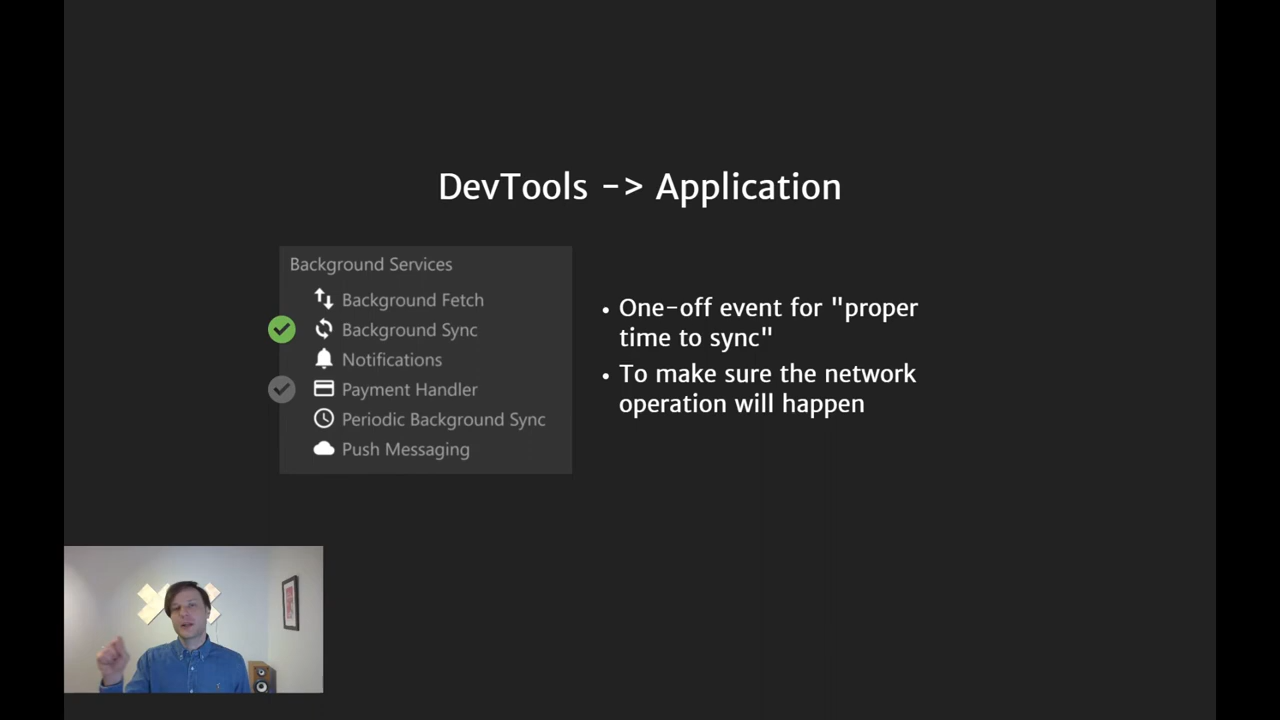 DevTools -> Application
Background Services
Background Fetch
Background Sync
Notifications
Payment Handler
Periodic Background Sync
Push Messaging
• One-off event for "proper
time to sync"
• To make sure the network
operation will happen